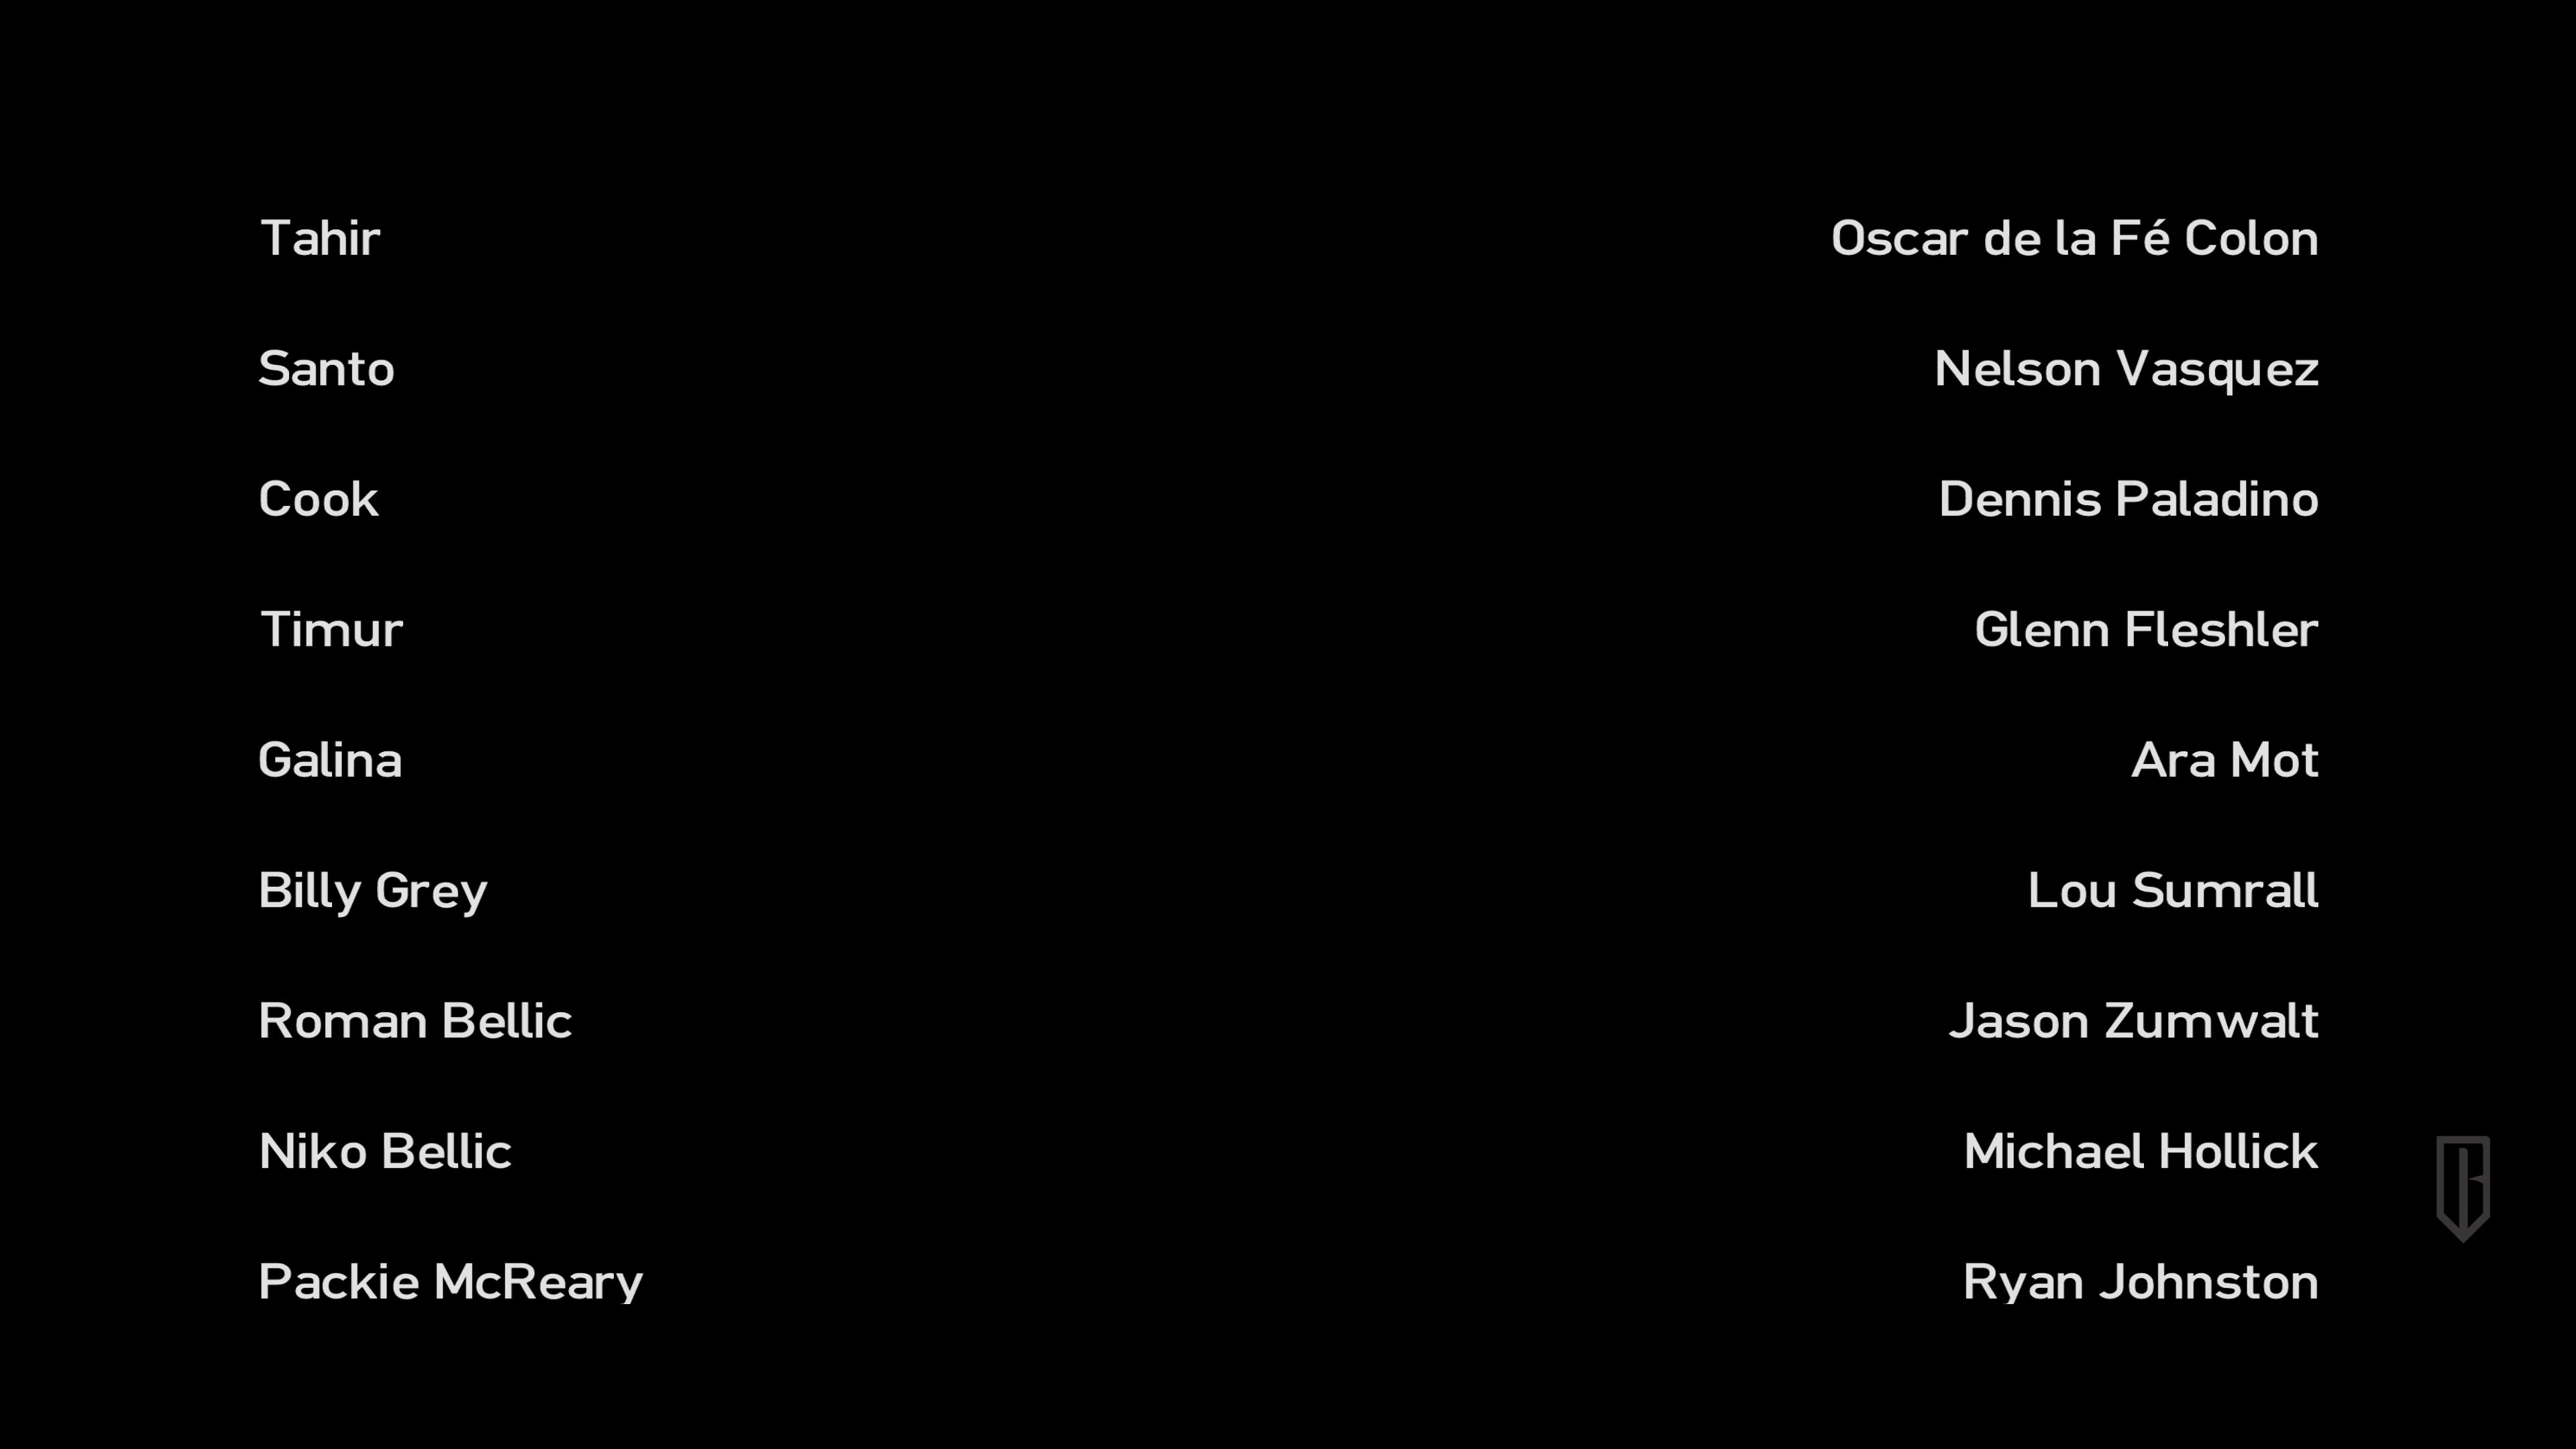 Tahir Oscar de la Fé Colon
Santo Nelson Vasquez
Cook Dennis Paladino
Timur Glenn Fleshler
Galina Ara Mot
Billy Grey Lou Sumrall
Roman Bellic Jason Zumwalt
Niko Bellic Michael Hollick
Packie McReary Ryan Johnston